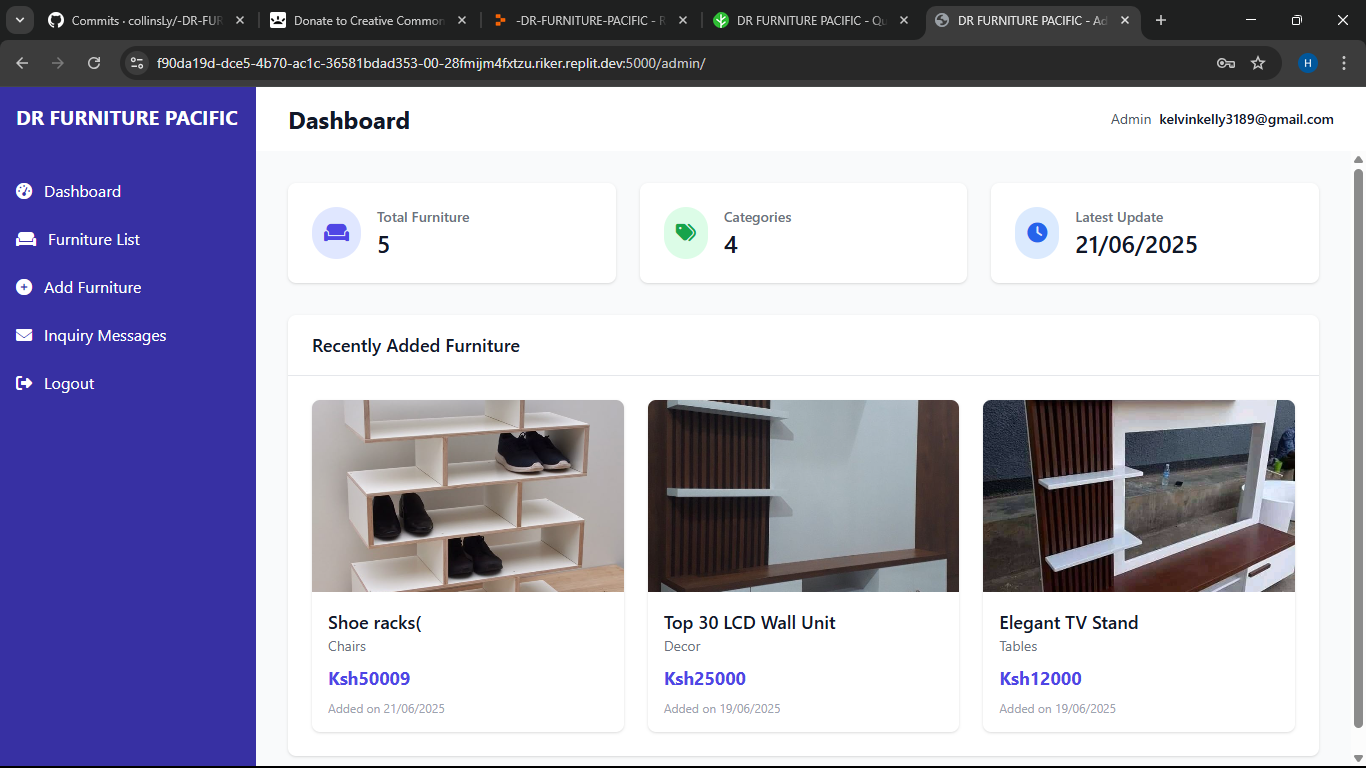 Commits · collinsLy/-DR-FUR
Donate to Creative Common
-DR-FURNITURE-PACIFIC - R
DR FURNITURE PACIFIC - Qu
DR FURNITURE PACIFIC - Ad
f90da19d-dce5-4b70-ac1c-36581bdad353-00-28fmijm4fxtzu.riker.replit.dev:5000/admin/
H
DR FURNITURE PACIFIC
Dashboard
Admin kelvinkelly3189@gmail.com
Dashboard
Furniture List
Add Furniture
Inquiry Messages
Logout
Total Furniture
5
Categories
4
Latest Update
21/06/2025
Recently Added Furniture
Shoe racks(
Chairs
Ksh50009
Added on 21/06/2025
Top 30 LCD Wall Unit
Decor
Ksh25000
Added on 19/06/2025
Elegant TV Stand
Tables
Ksh12000
Added on 19/06/2025